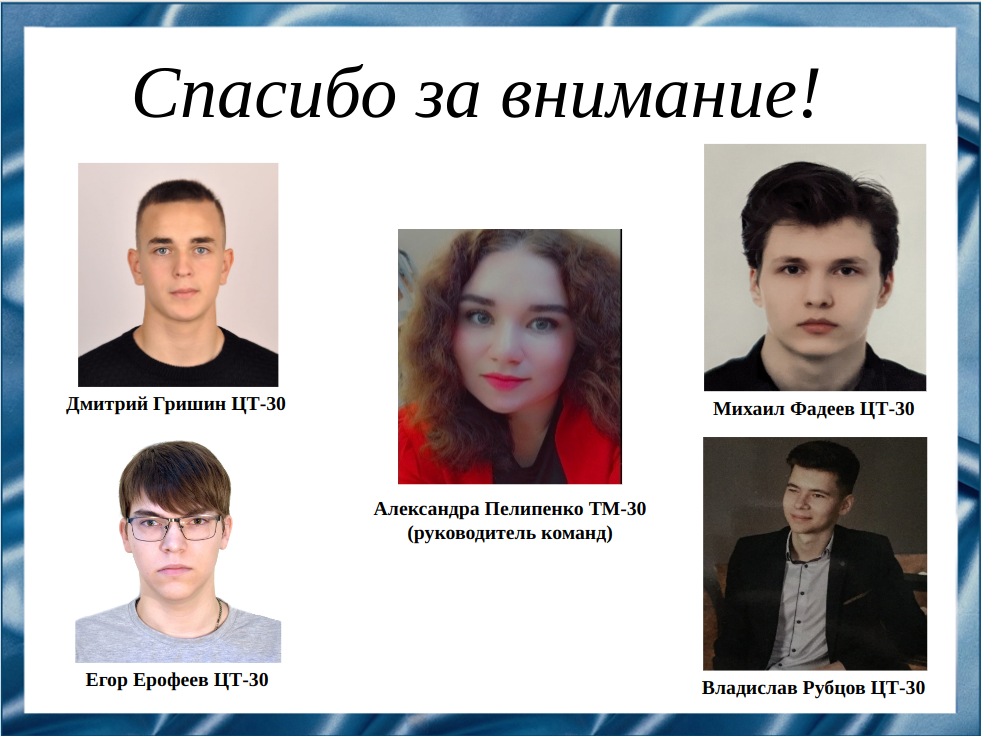 Спасибо за внимание!
Дмитрий Гришин ЦТ-30
Михаил Фадеев ЦТ-30
Александра Пелипенко ТМ-30
(руководитель команд)
Егор Ерофеев ЦТ-30
Владислав Рубцов ЦТ-30